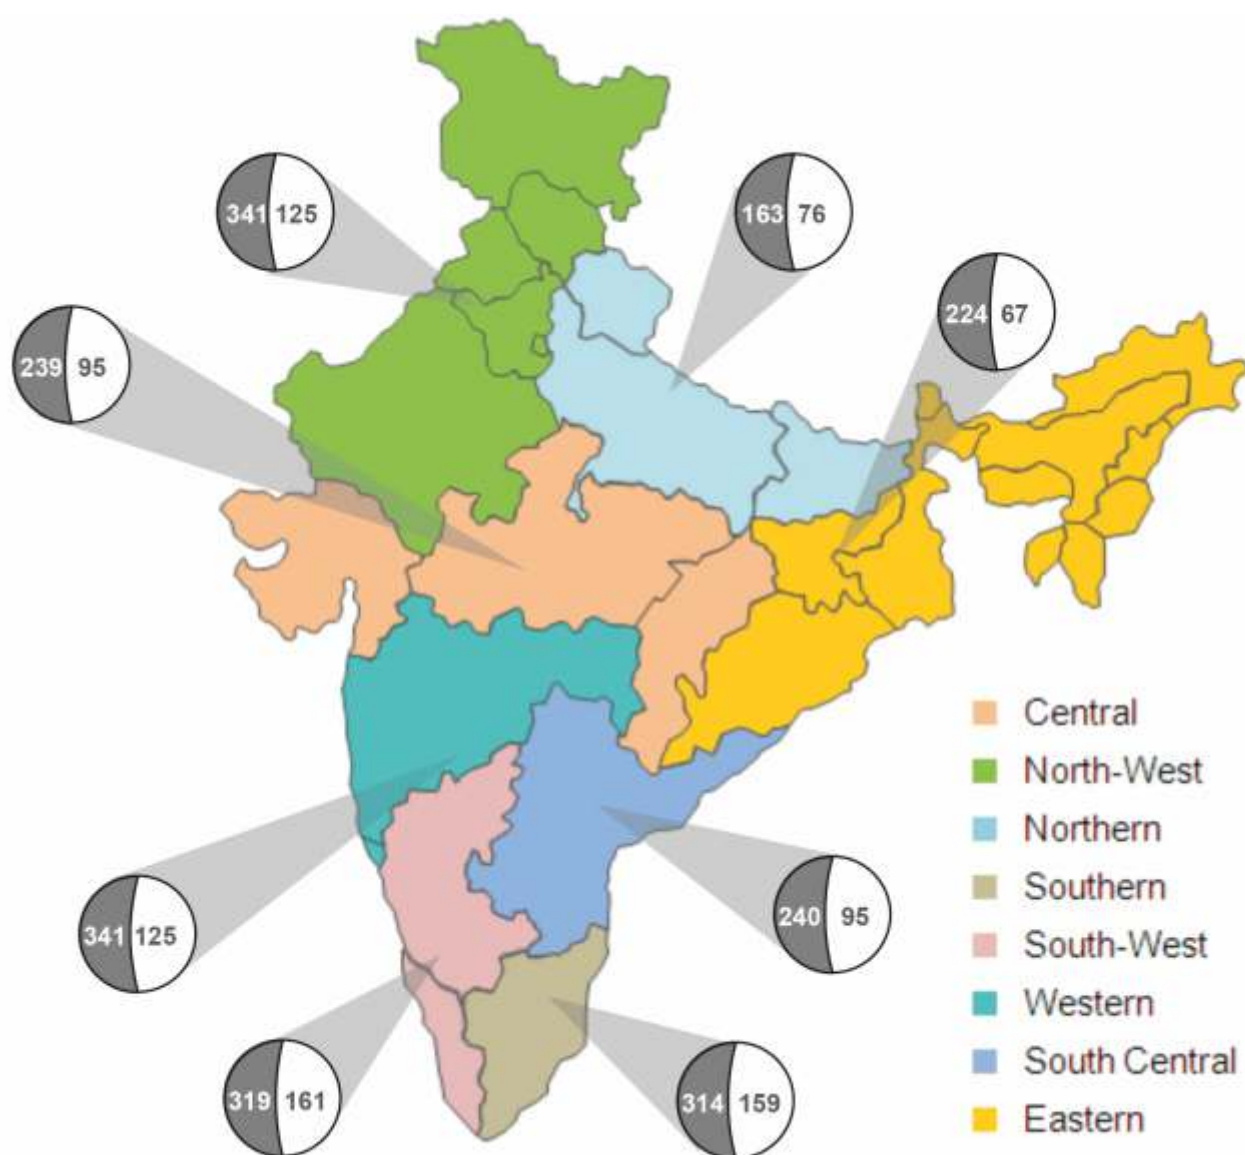 341 125
163 76
224 67
239 95
Central
North-West
Northern
Southern
South-West
Western
South Central
Eastern
341 125
240 95
319 161
314 159